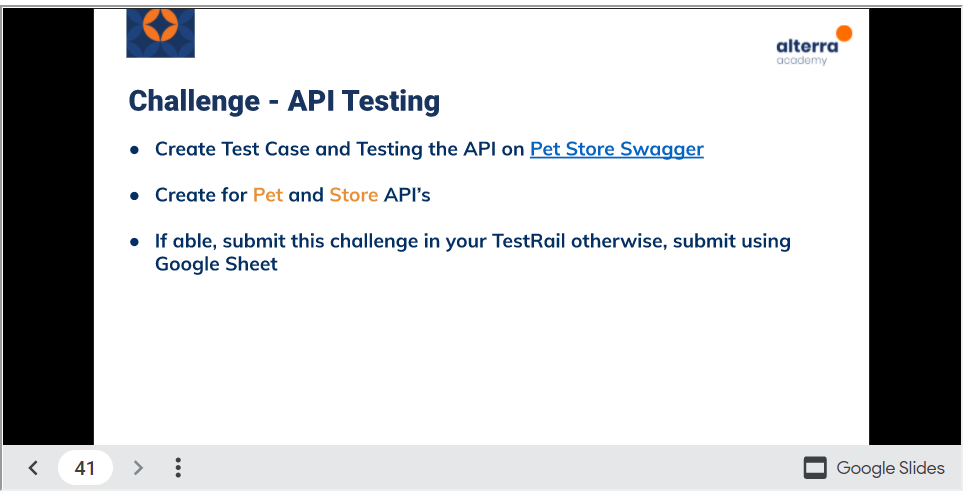 alterra
academy
Challenge - API Testing
● Create Test Case and Testing the API on Pet Store Swagger
● Create for Pet and Store API’s
● If able, submit this challenge in your TestRail otherwise, submit using
Google Sheet
41
Google Slides